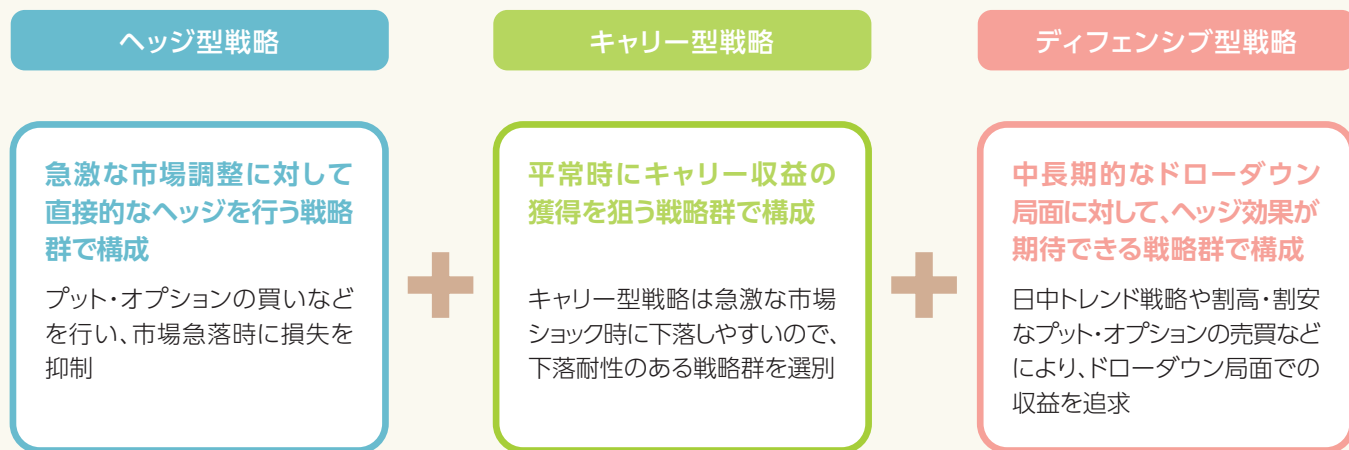 ヘッジ型戦略
急激な市場調整に対して
直接的なヘッジを行う戦略
群で構成
プット・オプションの買いなど
を行い、市場急落時に損失を
抑制
キャリー型戦略
平常時にキャリー収益の
獲得を狙う戦略群で構成
キャリー型戦略は急激な市場
ショック時に下落しやすいので、
下落耐性のある戦略群を選別
ディフェンシブ型戦略
中長期的なドローダウン
局面に対して、ヘッジ効果が
期待できる戦略群で構成
日中トレンド戦略や割高・割安
なプット・オプションの売買など
により、ドローダウン局面での
収益を追求